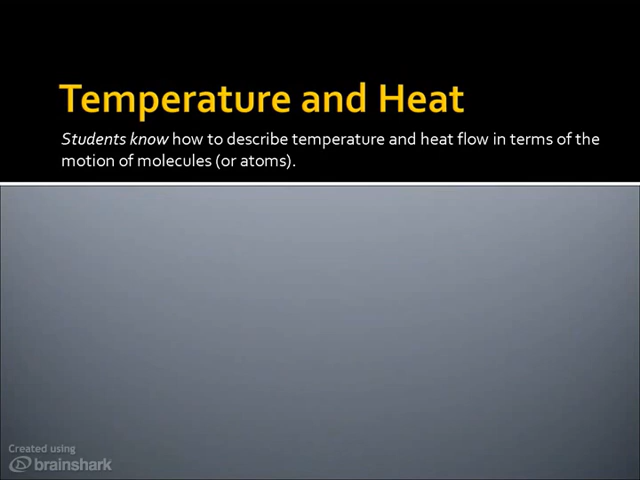 Temperature and Heat
Students know how to describe temperature and heat flow in terms of the
motion of molecules (or atoms).
Created using
brainshark